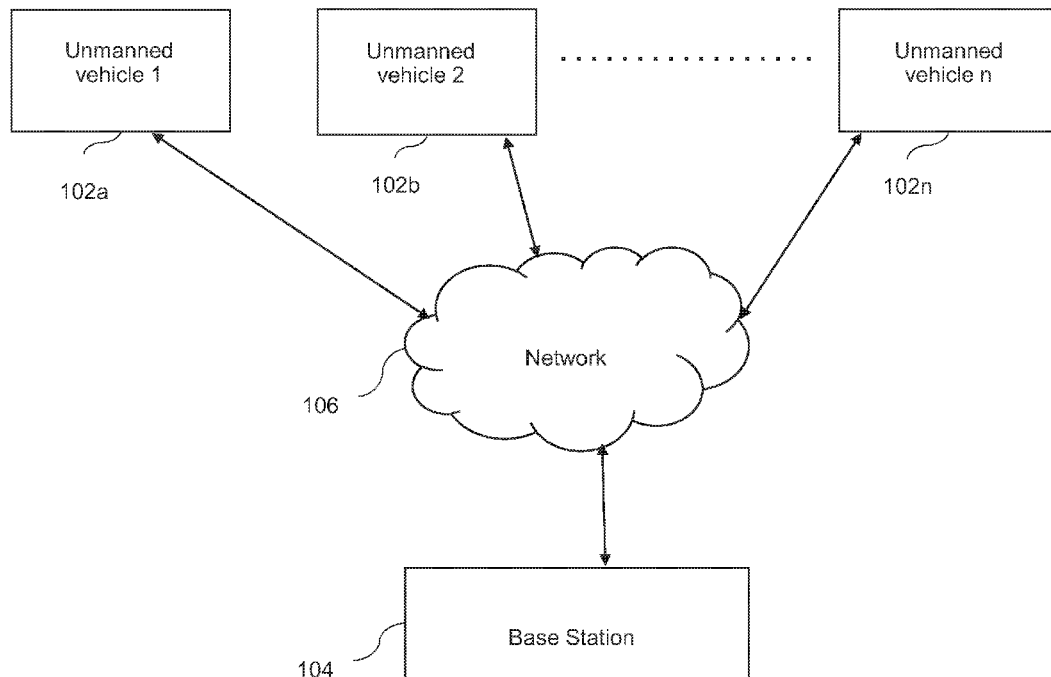 Unmanned
vehicle 1
Unmanned
vehicle 2
Unmanned
vehicle n
102a
102b
102n
Network
106
Base Station
104